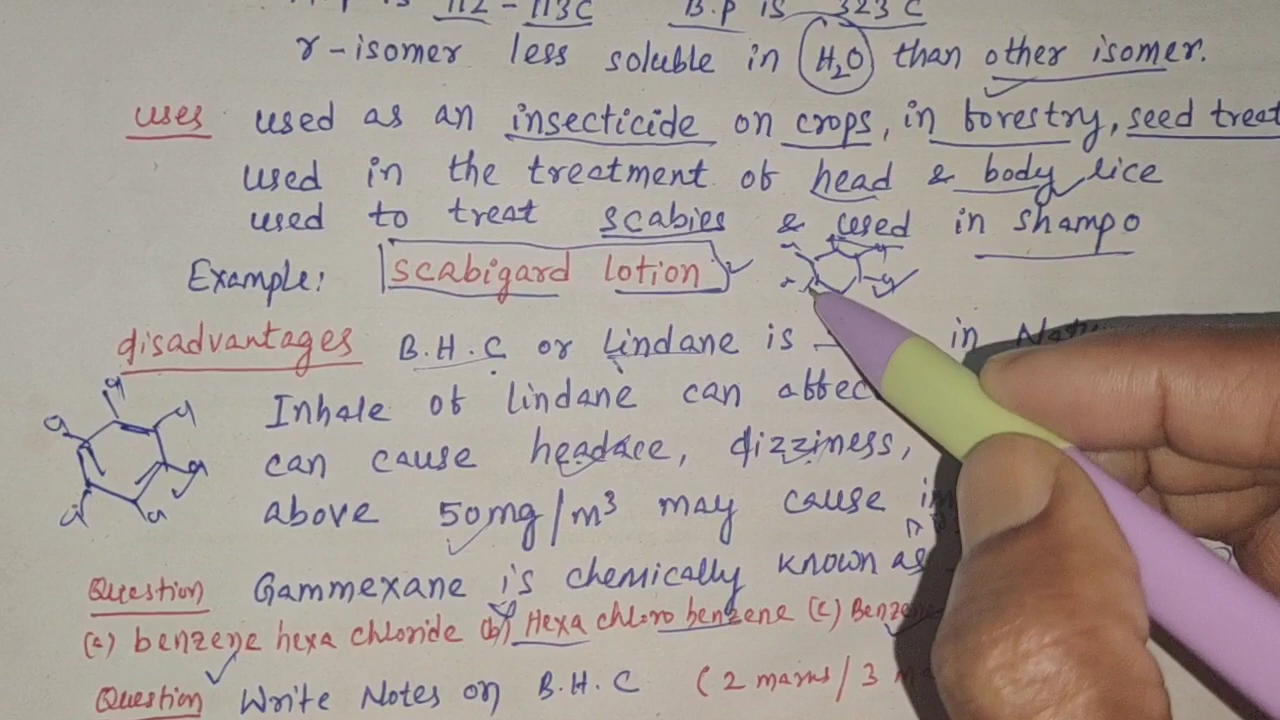 M.P is 112 - 113C B.P is 323 C
γ-isomer less soluble in H2O than other isomer.
uses used as an insecticide on crops, in forestry, seed treat
used in the treatment of head & body lice
used to treat scabies & used in shampo
Example: scabigard lotion
disadvantages B.H.C or Lindane is in
Inhale of lindane can affec
can cause headace, dizziness,
above 50mg/m³ may cause
Question Gammexane is chemically known as
(a) benzene hexa chloride (b) Hexa chloro benzene (c) Benzene
Question Write Notes on B.H.C (2 marks/3